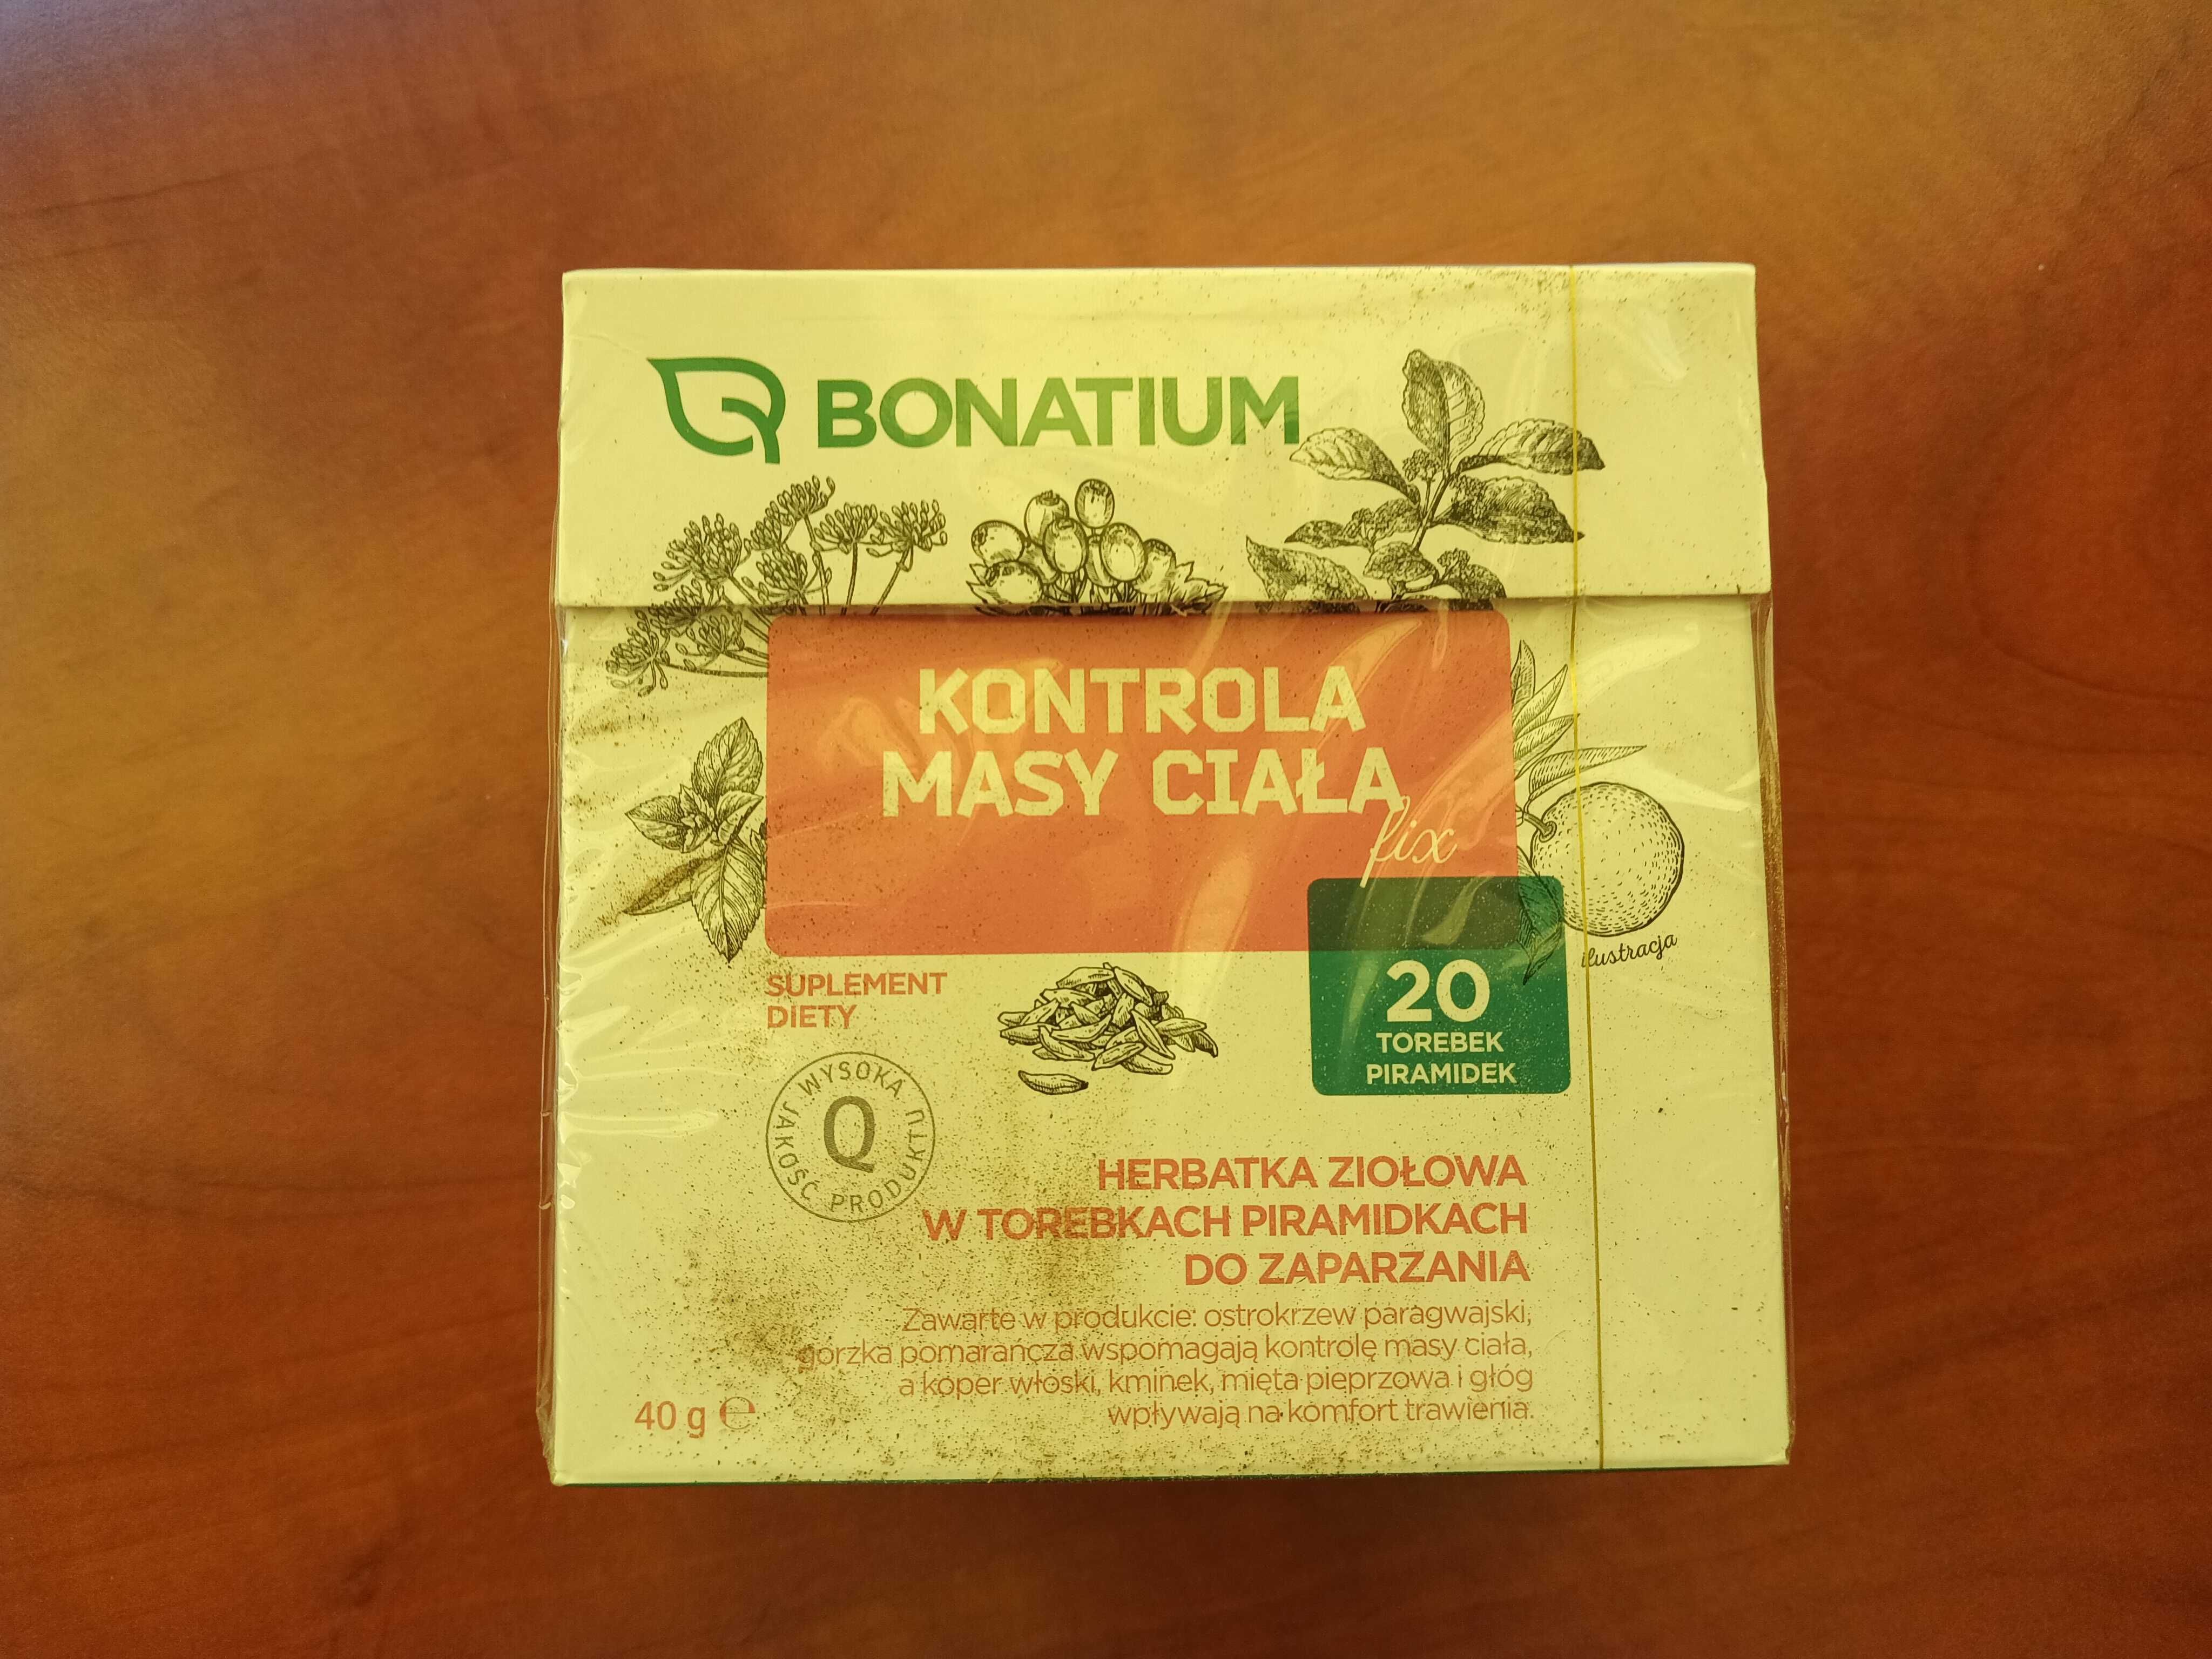 BONATIUM
KONTROLA
MASY CIAŁA
fix
ilustracja
SUPLEMENT
DIETY
20
TOREBEK
PIRAMIDEK
WYSOKA JAKOŚĆ PRODUKTU
Q
HERBATKA ZIOŁOWA
W TOREBKACH PIRAMIDKACH
DO ZAPARZANIA
Zawarte w produkcie: ostrokrzew paragwajski,
gorzka pomarańcza wspomagają kontrolę masy ciała,
a koper włoski, kminek, mięta pieprzowa i głóg
wpływają na komfort trawienia.
40 g ℮